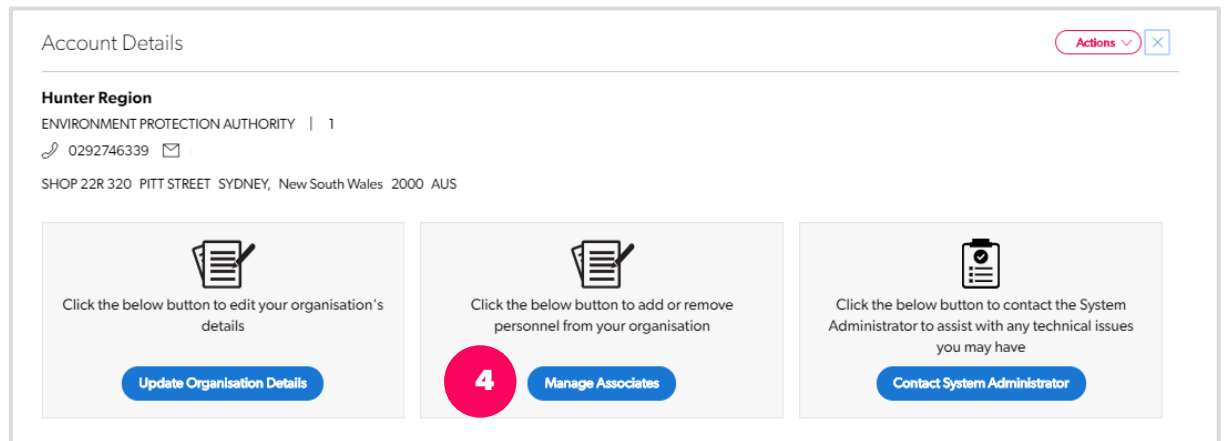 Account Details
Actions
Hunter Region
ENVIRONMENT PROTECTION AUTHORITY | 1
0292746339
SHOP 22R 320 PITT STREET SYDNEY, New South Wales 2000 AUS
Click the below button to edit your organisation's
details
Update Organisation Details
Click the below button to add or remove
personnel from your organisation
4
Manage Associates
Click the below button to contact the System
Administrator to assist with any technical issues
you may have
Contact System Administrator